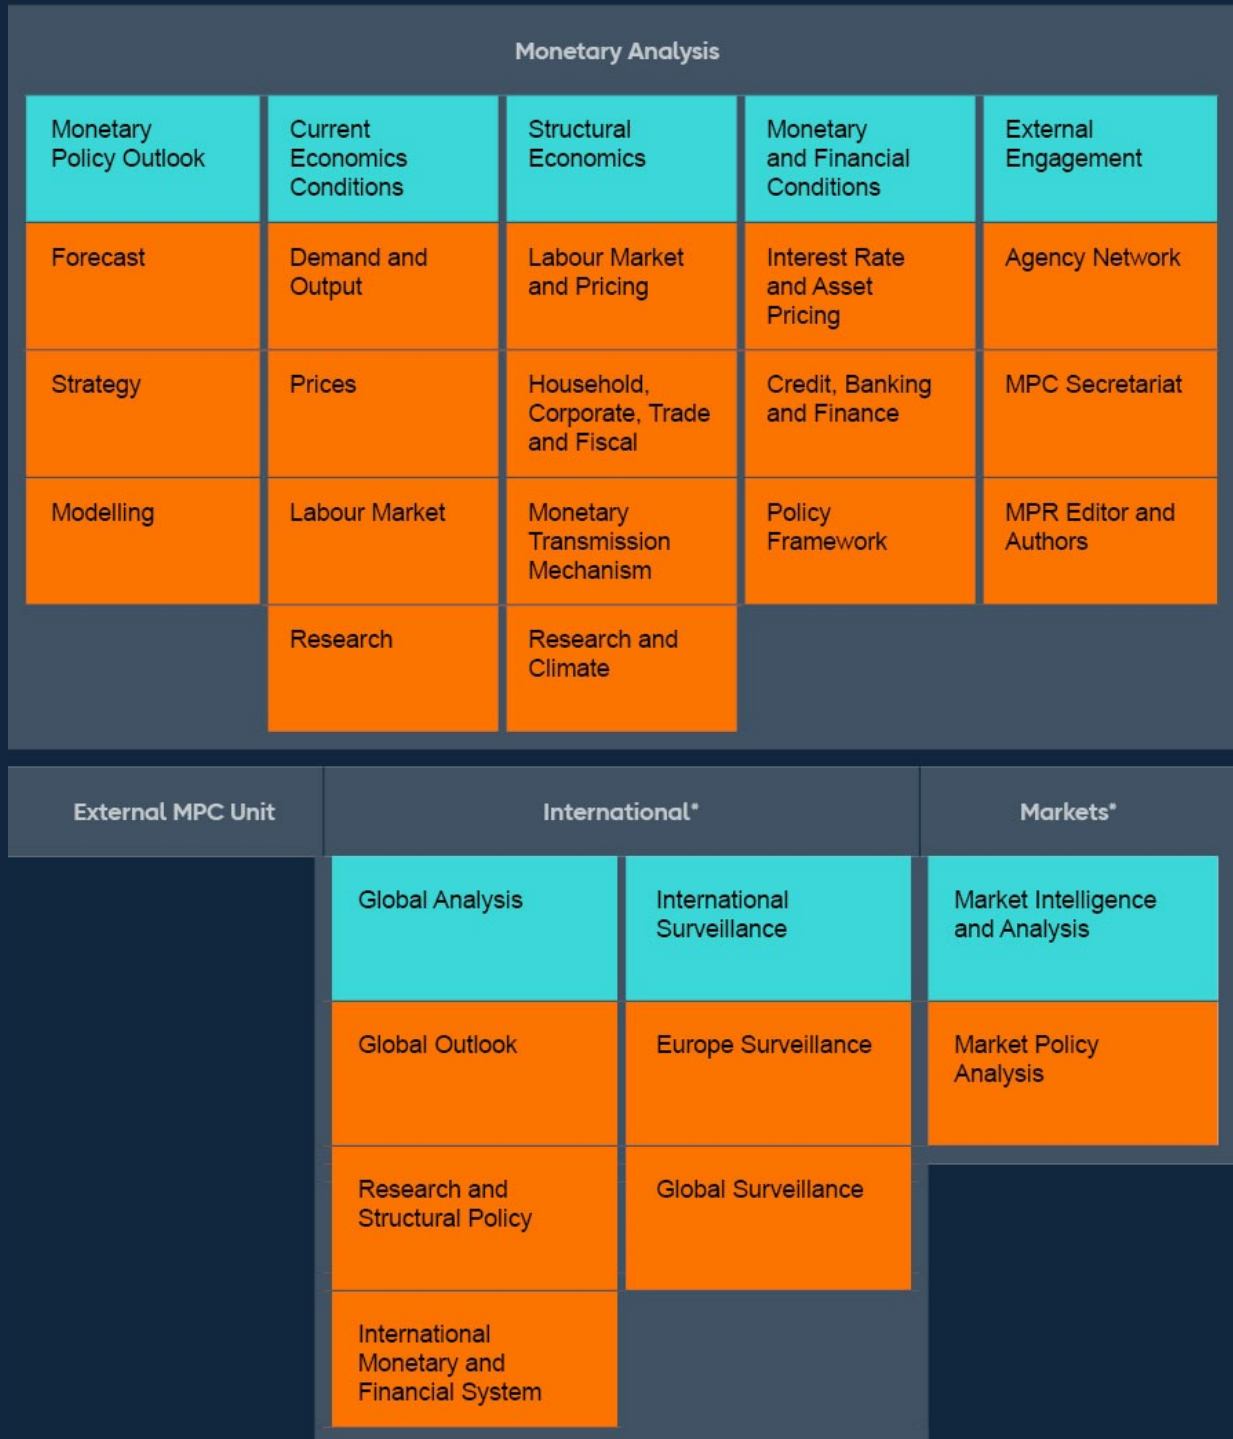 Monetary Analysis
Monetary
Policy Outlook
Current
Economics
Conditions
Structural
Economics
Monetary
and Financial
Conditions
External
Engagement
Forecast
Demand and
Output
Labour Market
and Pricing
Interest Rate
and Asset
Pricing
Agency Network
Strategy
Prices
Household,
Corporate, Trade
and Fiscal
Credit, Banking
and Finance
MPC Secretariat
Modelling
Labour Market
Monetary
Transmission
Mechanism
Policy
Framework
MPR Editor and
Authors
Research
Research and
Climate
External MPC Unit
International*
Markets*
Global Analysis
International
Surveillance
Market Intelligence
and Analysis
Global Outlook
Europe Surveillance
Market Policy
Analysis
Research and
Structural Policy
Global Surveillance
International
Monetary and
Financial System